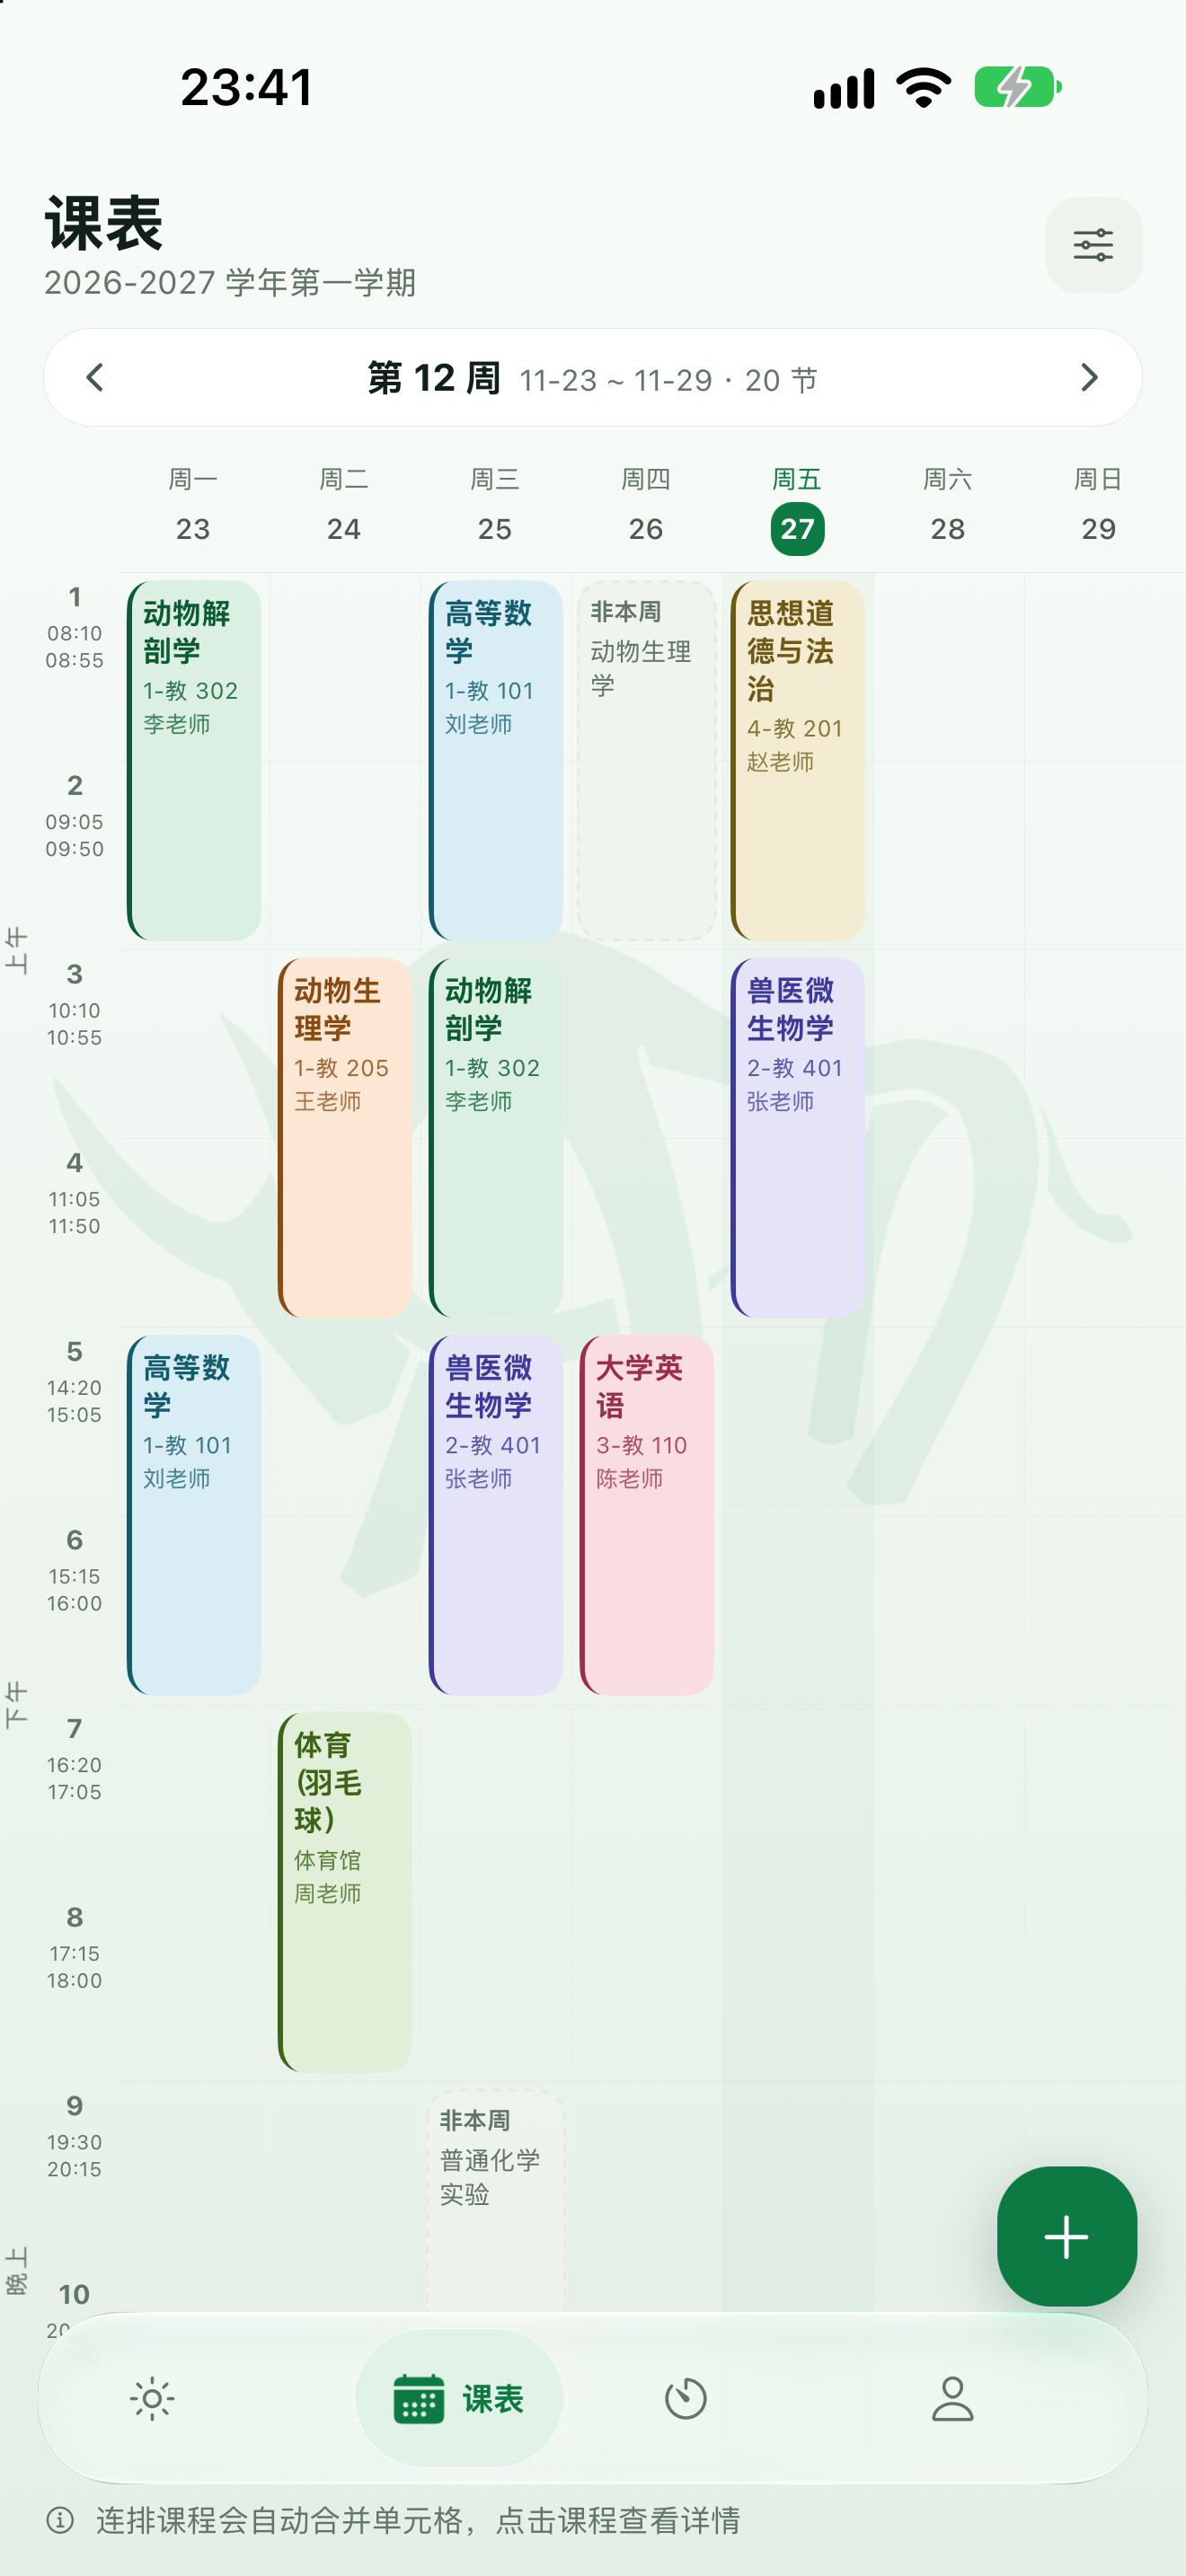 23:41
课表
2026-2027 学年第一学期
第 12 周 11-23 ~ 11-29 · 20 节
周一 周二 周三 周四 周五 周六 周日
23 24 25 26 27 28 29
上午
1
08:10
08:55
2
09:05
09:50
3
10:10
10:55
4
11:05
11:50
下午
5
14:20
15:05
6
15:15
16:00
7
16:20
17:05
8
17:15
18:00
晚上
9
19:30
20:15
10
动物解
剖学
1-教 302
李老师
高等数
学
1-教 101
刘老师
动物生
理学
1-教 205
王老师
体育
(羽毛
球)
体育馆
周老师
高等数
学
1-教 101
刘老师
动物解
剖学
1-教 302
李老师
兽医微
生物学
2-教 401
张老师
非本周
普通化学
实验
非本周
动物生理
学
大学英
语
3-教 110
陈老师
思想道
德与法
治
4-教 201
赵老师
兽医微
生物学
2-教 401
张老师
课表
连排课程会自动合并单元格，点击课程查看详情